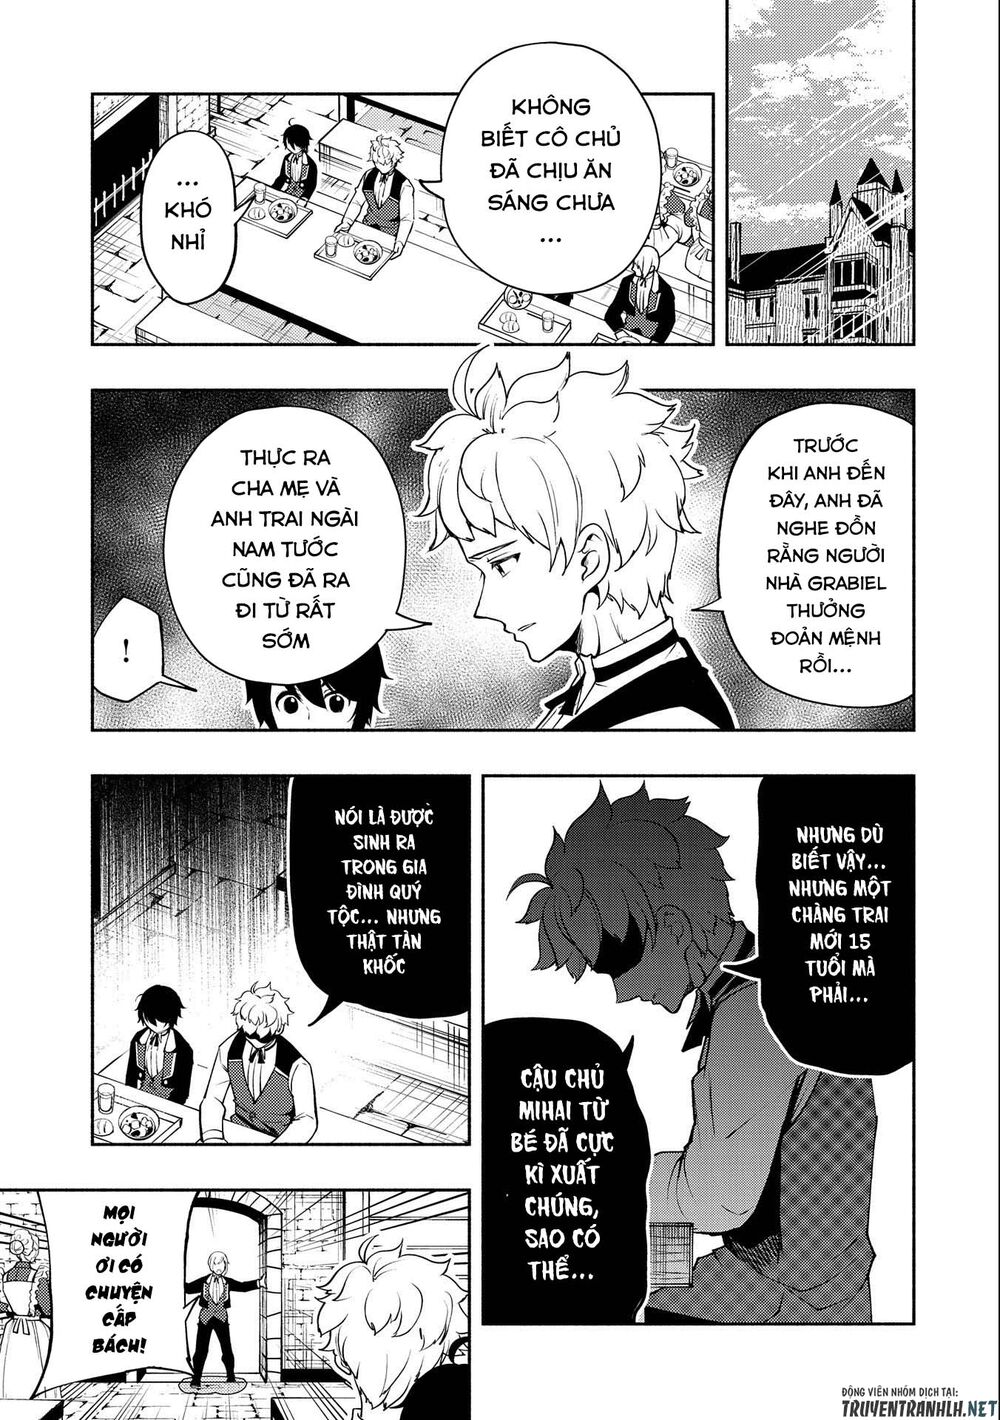 KHÔNG
BIẾT CÔ CHỦ
ĐÃ CHỊU ĂN
SÁNG CHƯA
...
...
KHÓ
NHỈ
TRƯỚC
KHI ANH ĐẾN
ĐÂY, ANH ĐÃ
NGHE ĐỒN
RẰNG NGƯỜI
NHÀ GRABIEL
THƯỞNG
ĐOẢN MỆNH
RỒI...
THỰC RA
CHA MẸ VÀ
ANH TRAI NGÀI
NAM TƯỚC
CŨNG ĐÃ RA
ĐI TỪ RẤT
SỚM
!
NHƯNG DÙ
BIẾT VẬY...
NHƯNG MỘT
CHÀNG TRAI
MỚI 15
TUỔI MÀ
PHẢI...
CẬU CHỦ
MIHAI TỪ
BÉ ĐÃ CỰC
KÌ XUẤT
CHÚNG,
SAO CÓ
THỂ...
NÓI LÀ ĐƯỢC
SINH RA
TRONG GIA
ĐÌNH QUÝ
TỘC... NHƯNG
THẬT TÀN
KHỐC
MỌI
NGƯỜI
ƠI CÓ
CHUYỆN
CẤP
BÁCH!
ĐỘNG VIÊN NHÓM DỊCH TẠI:
TRUYENTRANHLH.NET